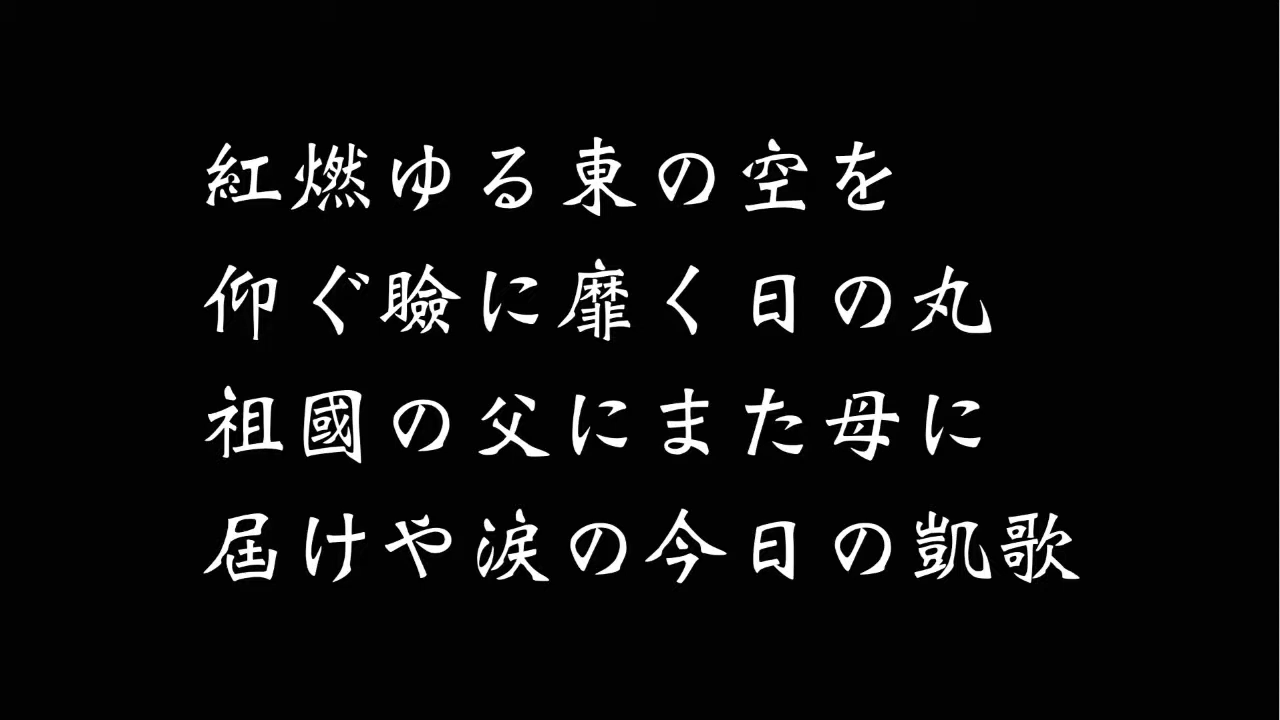 紅燃ゆる東の空を
仰ぐ瞼に靡く日の丸
祖國の父にまた母に
屆けや涙の今日の凱歌